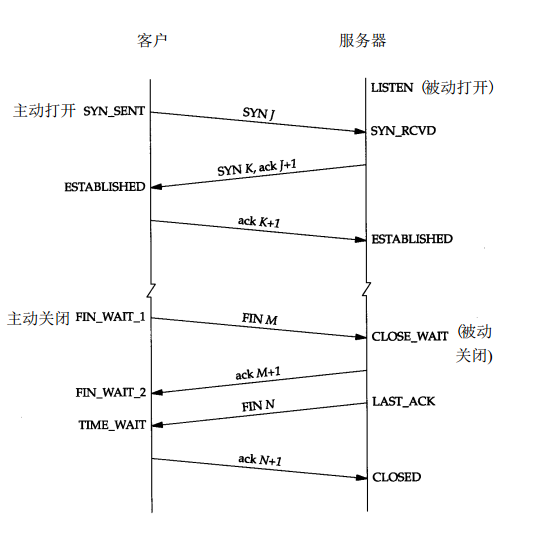 客户 服务器
LISTEN (被动打开)
主动打开 SYN_SENT SYN J
SYN_RCVD
SYN K, ack J+1
ESTABLISHED
ack K+1
ESTABLISHED
主动关闭 FIN_WAIT_1 FIN M
CLOSE_WAIT (被动
关闭)
ack M+1
FIN_WAIT_2
FIN N LAST_ACK
TIME_WAIT
ack N+1
CLOSED